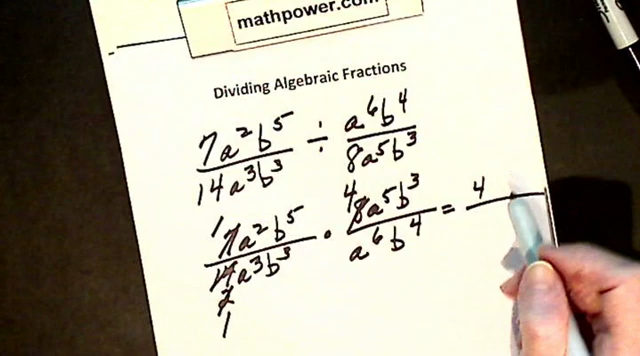 mathpower.com
Dividing Algebraic Fractions
7a²b⁵/14a³b³ ÷ a⁶b⁴/8a⁵b³
1 4
7a²b⁵/14a³b³ · 8a⁵b³/a⁶b⁴ = 4
2
1